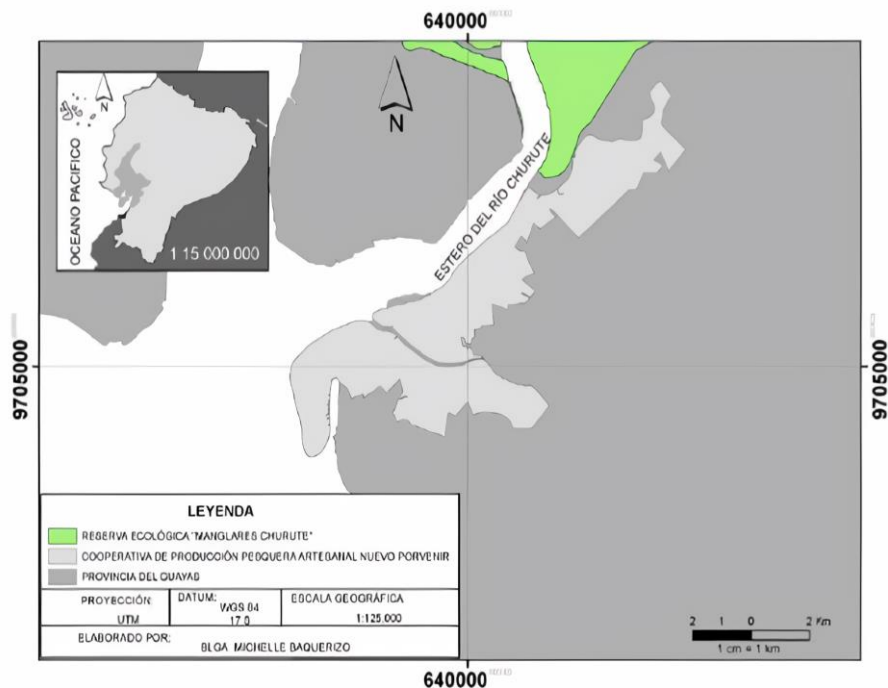 640000
N
N
OCEANO PACIFICO
1 15 000 000
ESTERO DEL RÍO CHURUTE
9705000
9705000
LEYENDA
RESERVA ECOLÓGICA "MANGLARES CHURUTE"
COOPERATIVA DE PRODUCCIÓN PESQUERA ARTESANAL NUEVO PORVENIR
PROVINCIA DEL GUAYAS
PROYECCIÓN:
UTM
DATUM:
WGS 84
17.0
ESCALA GEOGRÁFICA
1:125.000
ELABORADO POR:
BLGA MICHELLE BAQUERIZO
2 1 0 2 Km
1 cm = 1 km
640000